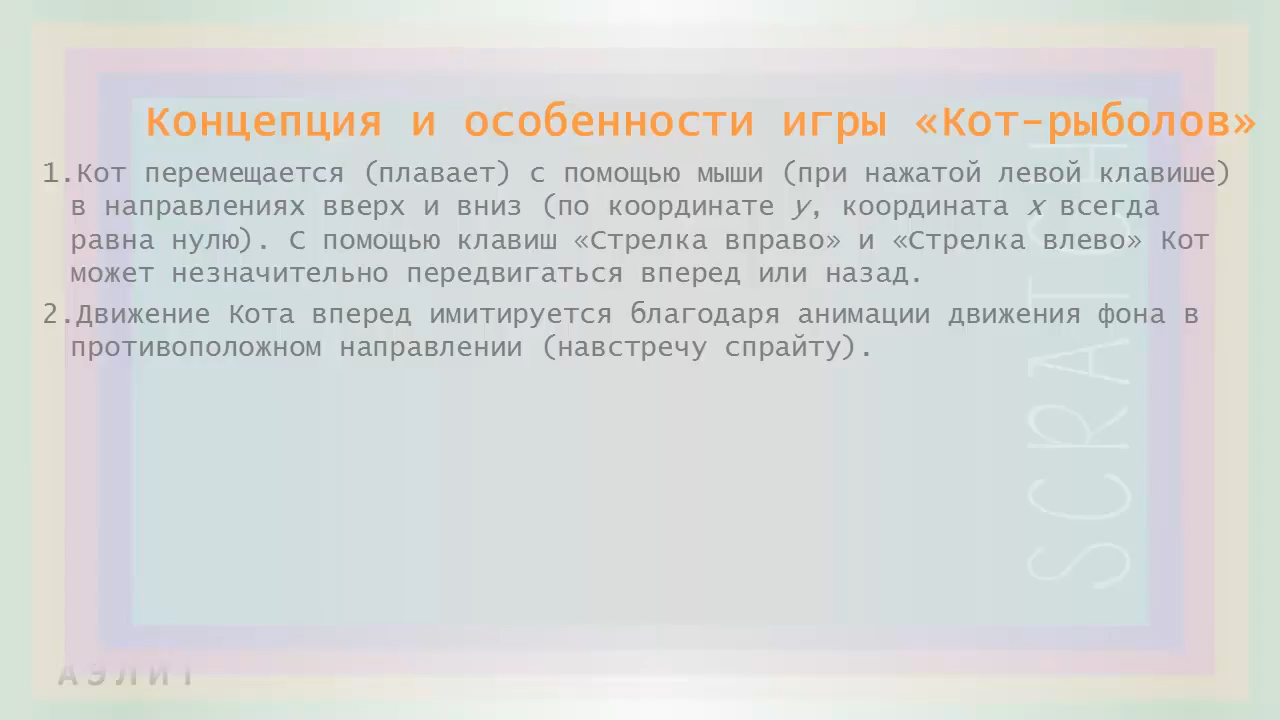 Концепция и особенности игры «Кот-рыболов»
1.Кот перемещается (плавает) с помощью мыши (при нажатой левой клавише)
в направлениях вверх и вниз (по координате y, координата x всегда
равна нулю). С помощью клавиш «Стрелка вправо» и «Стрелка влево» Кот
может незначительно передвигаться вперед или назад.
2.Движение Кота вперед имитируется благодаря анимации движения фона в
противоположном направлении (навстречу спрайту).
SCRATCH